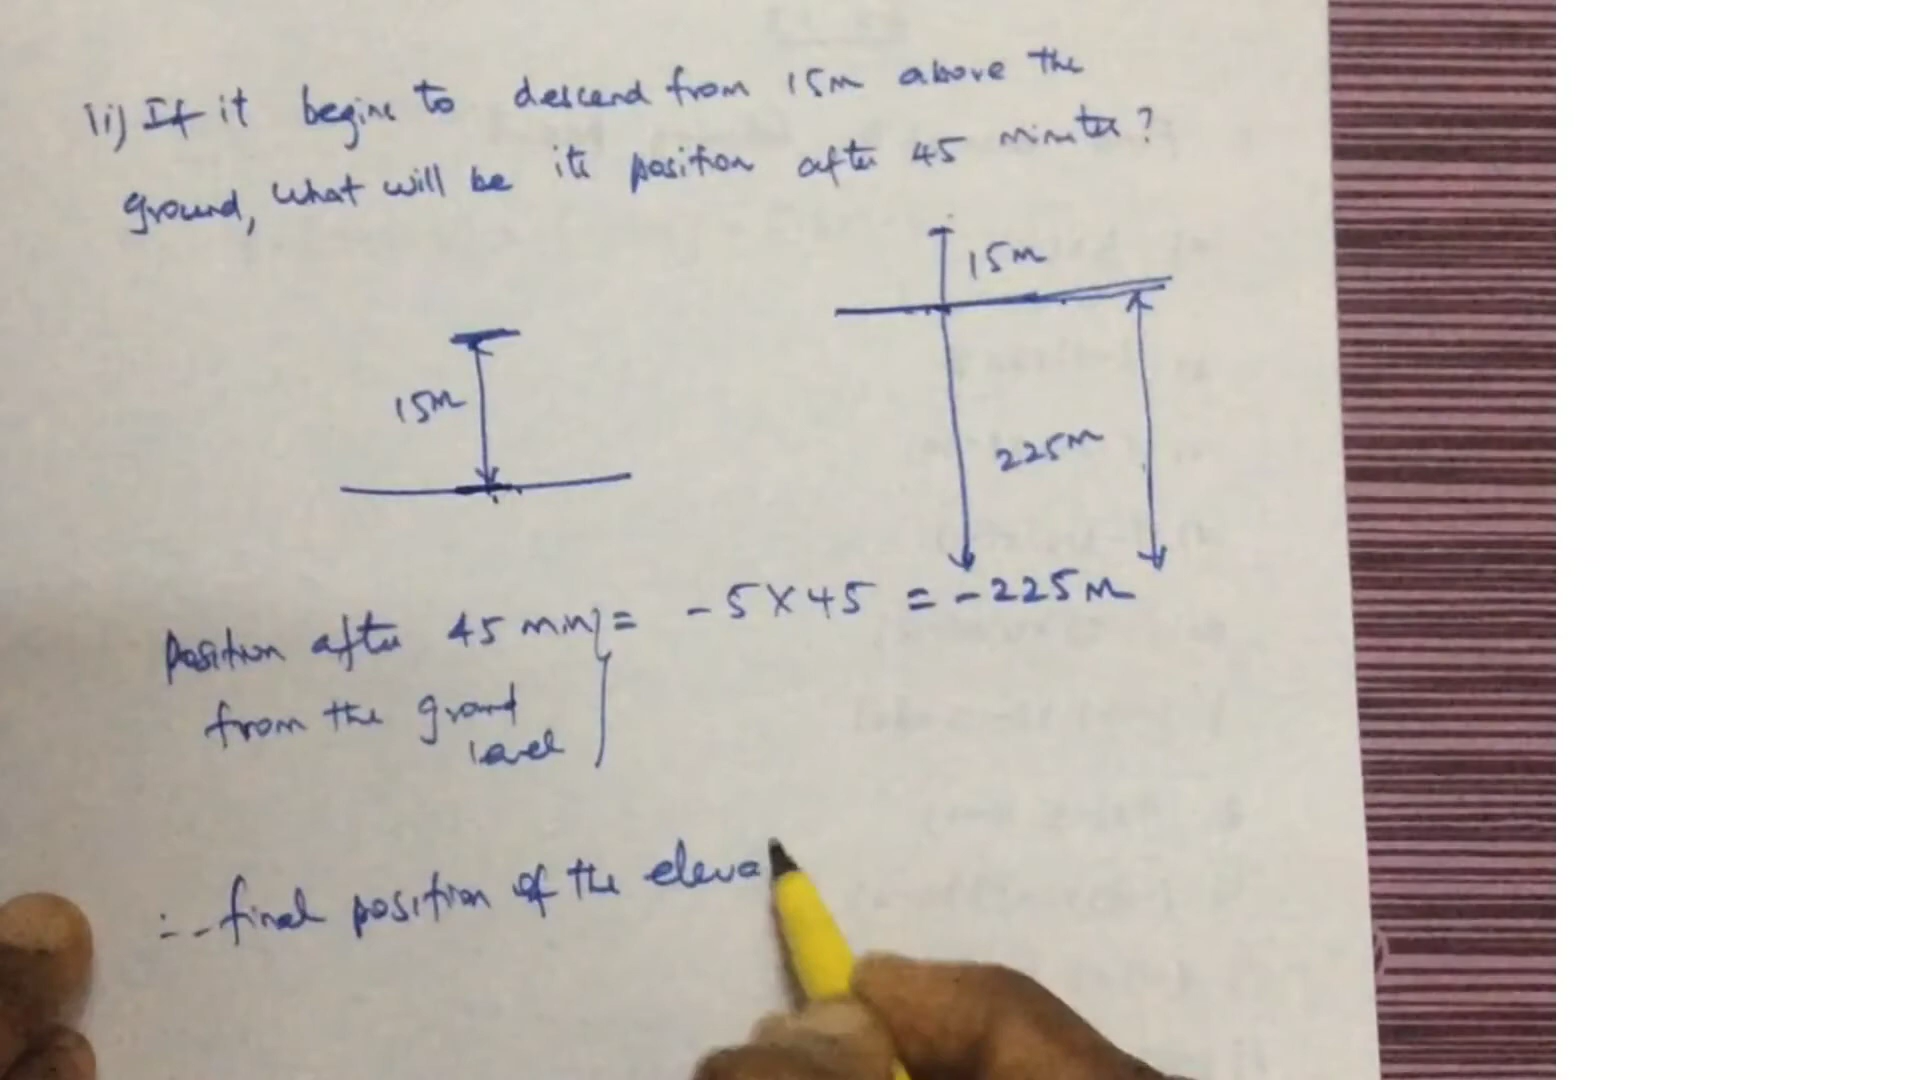 ii) If it begins to descend from 15m above the
ground, what will be its position after 45 minutes?
15m
15m
225m
Position after 45 min } = -5 × 45 = -225m
from the ground
level
∴ final position of the eleva